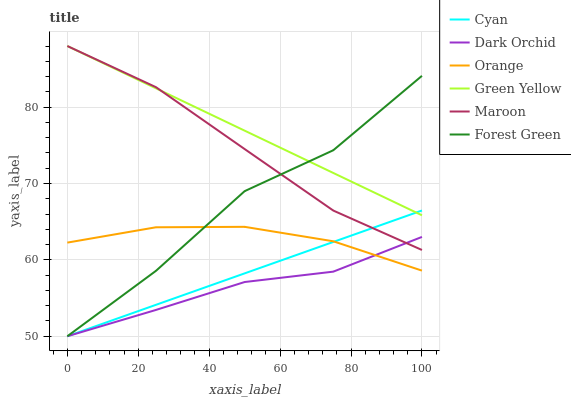 title
Cyan
Dark Orchid
Orange
Green Yellow
Maroon
Forest Green
yaxis_label
80
70
60
50
0 20 40 60 80 100
xaxis_label